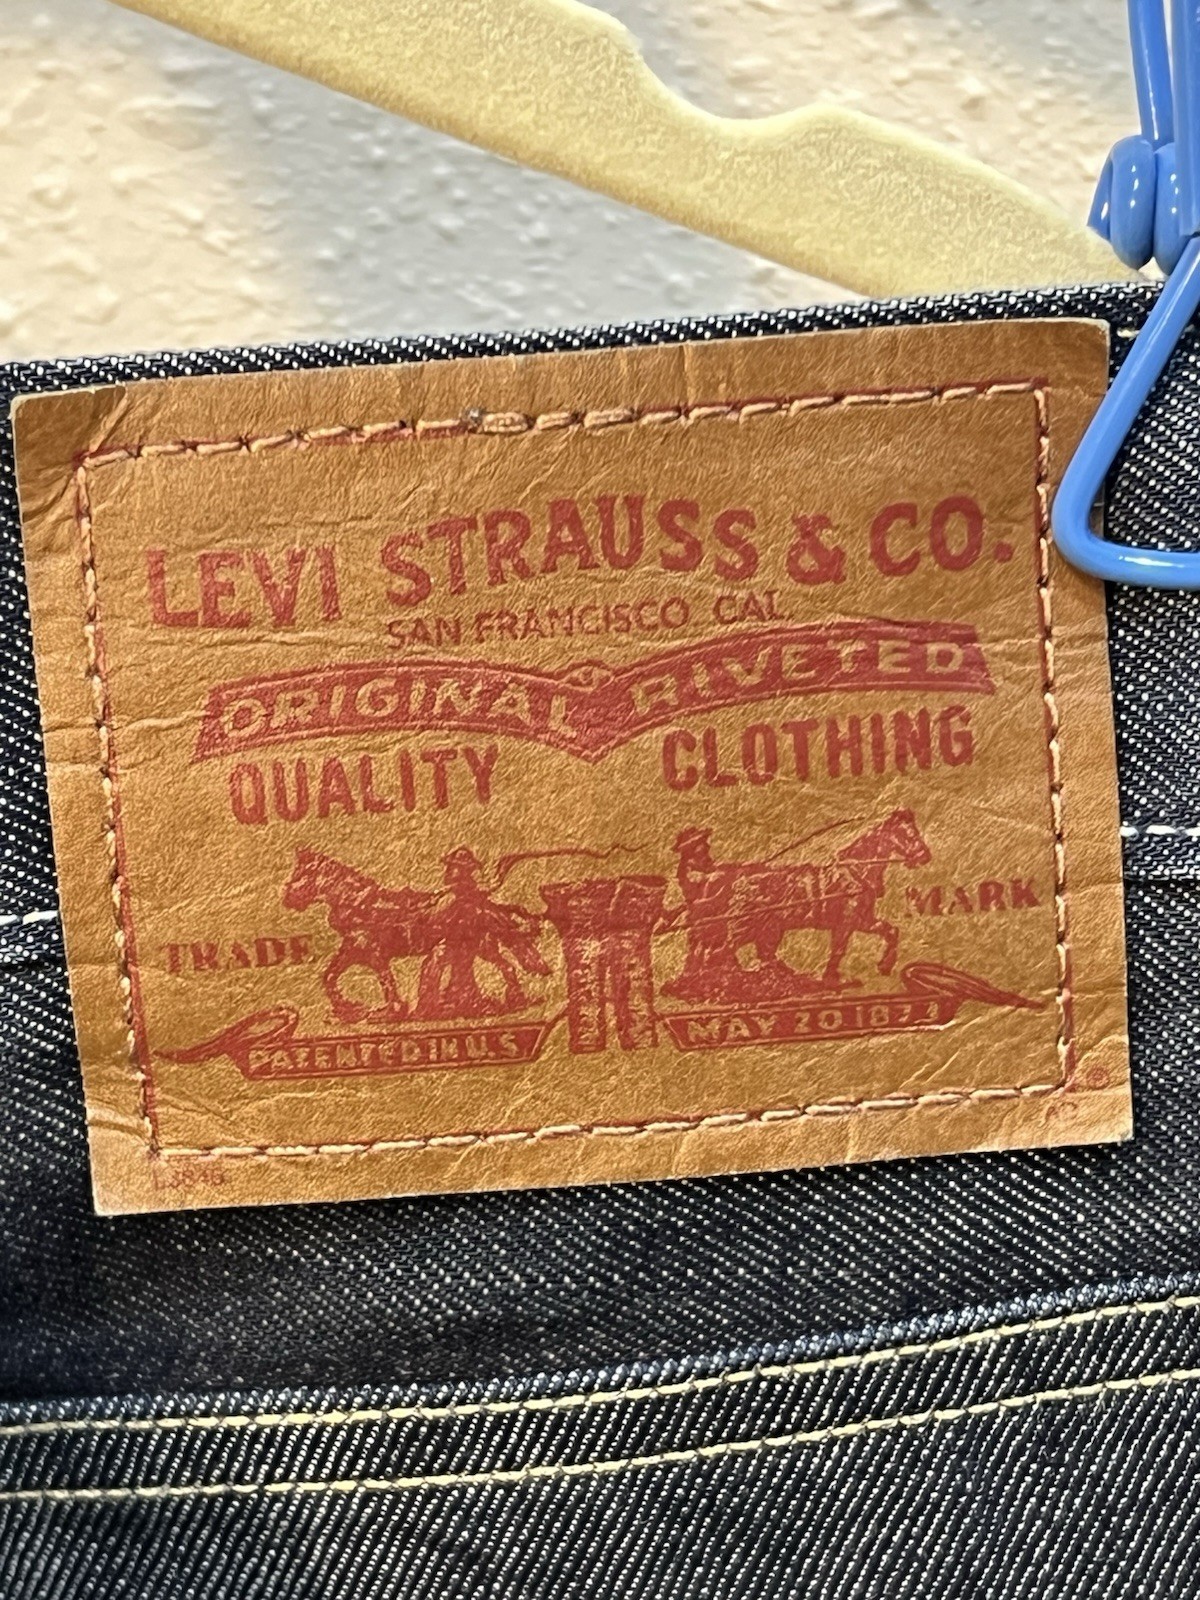 LEVI STRAUSS & CO.
SAN FRANCISCO CAL.
ORIGINAL RIVETED
QUALITY CLOTHING
TRADE MARK
PATENTED IN U.S. MAY 20 1873
®